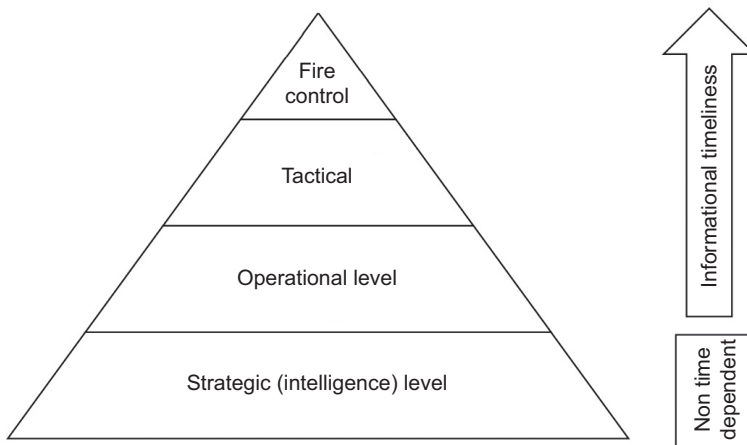 Fire
control
Tactical
Operational level
Strategic (intelligence) level
Informational timeliness
Non time
dependent